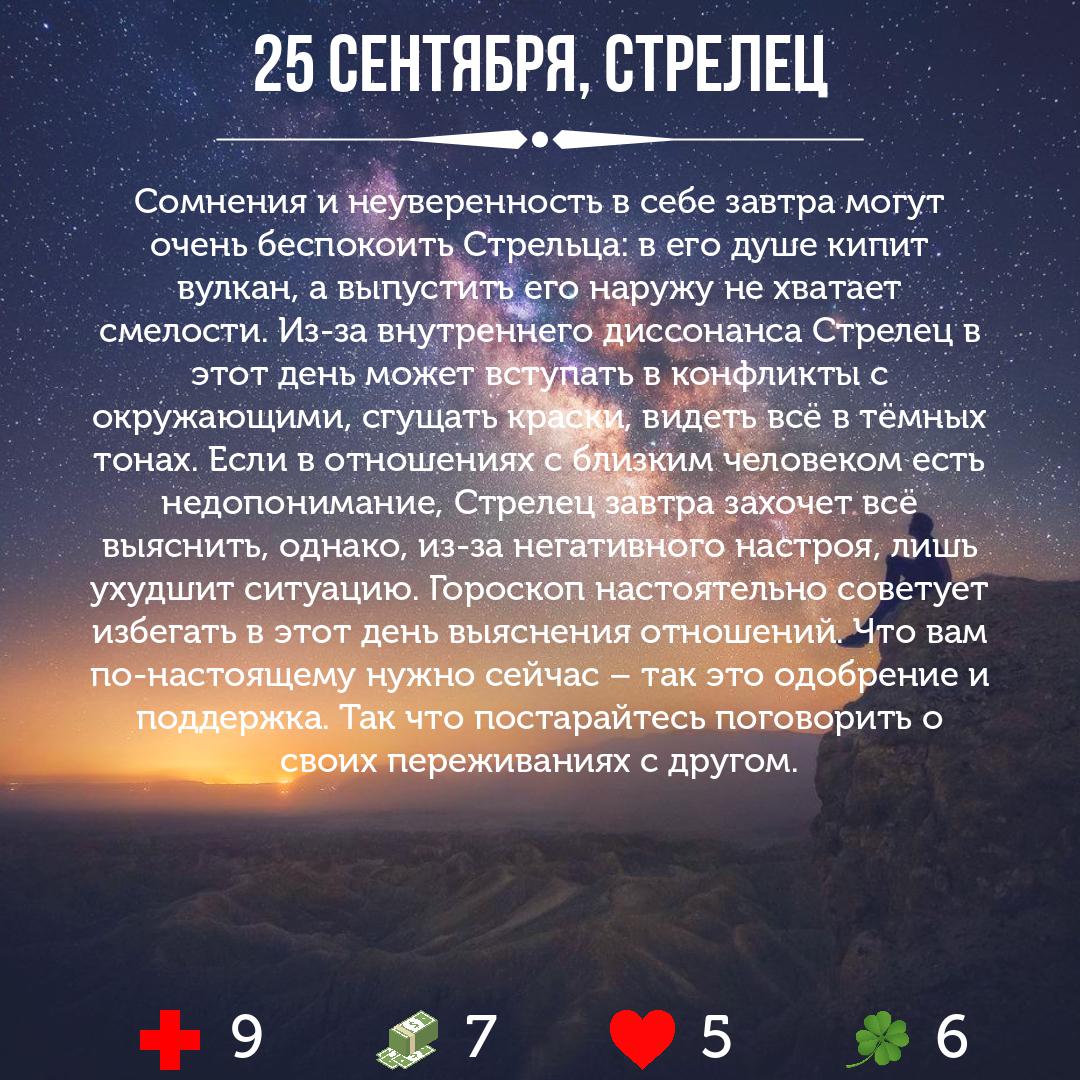 25 СЕНТЯБРЯ, СТРЕЛЕЦ
Сомнения и неуверенность в себе завтра могут
очень беспокоить Стрельца: в его душе кипит
вулкан, а выпустить его наружу не хватает
смелости. Из-за внутреннего диссонанса Стрелец в
этот день может вступать в конфликты с
окружающими, сгущать краски, видеть всё в тёмных
тонах. Если в отношениях с близким человеком есть
недопонимание, Стрелец завтра захочет всё
выяснить, однако, из-за негативного настроя, лишь
ухудшит ситуацию. Гороскоп настоятельно советует
избегать в этот день выяснения отношений. Что вам
по-настоящему нужно сейчас – так это одобрение и
поддержка. Так что постарайтесь поговорить о
своих переживаниях с другом.
9 7 5 6